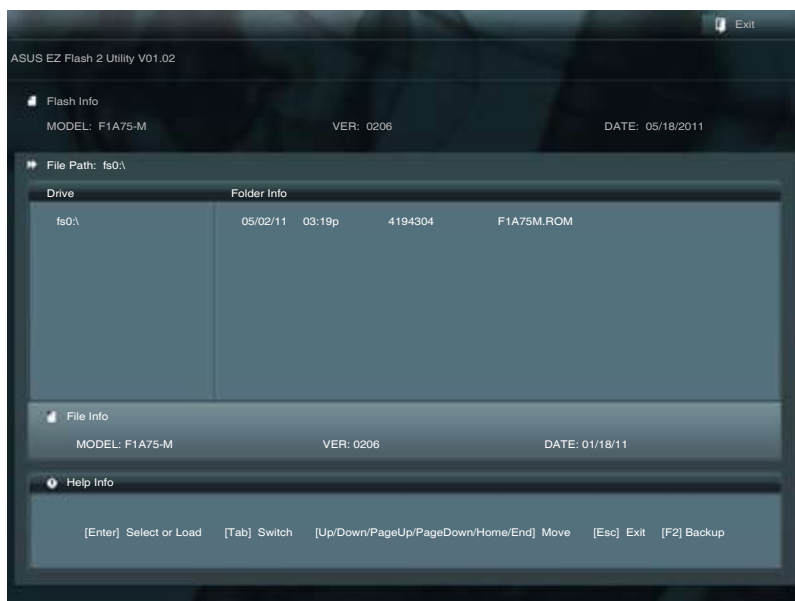 Exit
ASUS EZ Flash 2 Utility V01.02
Flash Info
MODEL: F1A75-M VER: 0206 DATE: 05/18/2011
File Path: fs0:\
Drive Folder Info
fs0:\ 05/02/11 03:19p 4194304 F1A75M.ROM
File Info
MODEL: F1A75-M VER: 0206 DATE: 01/18/11
Help Info
[Enter] Select or Load [Tab] Switch [Up/Down/PageUp/PageDown/Home/End] Move [Esc] Exit [F2] Backup